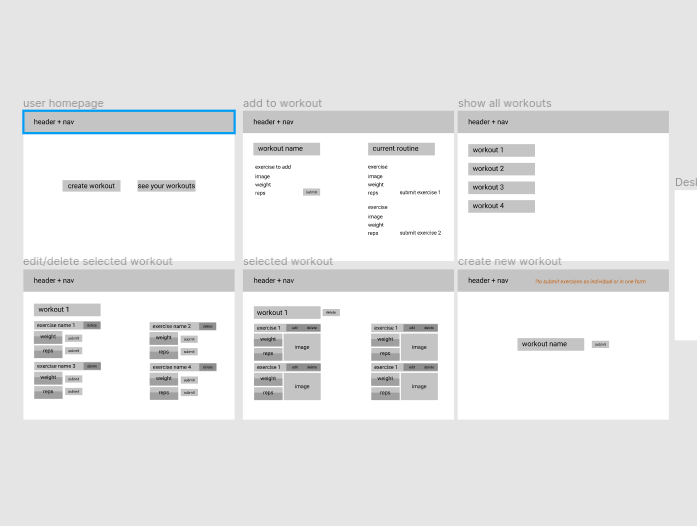 user homepage
header + nav
create workout
see your workouts
add to workout
header + nav
workout name
exercise to add
image
weight
reps
submit
current routine
exercise
image
weight
reps
submit exercise 1
exercise
image
weight
reps
submit exercise 2
show all workouts
header + nav
workout 1
workout 2
workout 3
workout 4
edit/delete selected workout
header + nav
workout 1
exercise name 1
delete
weight
submit
reps
submit
exercise name 2
delete
weight
submit
reps
submit
exercise name 3
delete
weight
submit
reps
submit
exercise name 4
delete
weight
submit
reps
submit
selected workout
header + nav
workout 1
delete
exercise 1
edit
delete
weight
reps
image
exercise 1
edit
delete
weight
reps
image
exercise 1
edit
delete
weight
reps
image
exercise 1
edit
delete
weight
reps
image
create new workout
header + nav
submit exercises as individual or in one form
workout name
submit